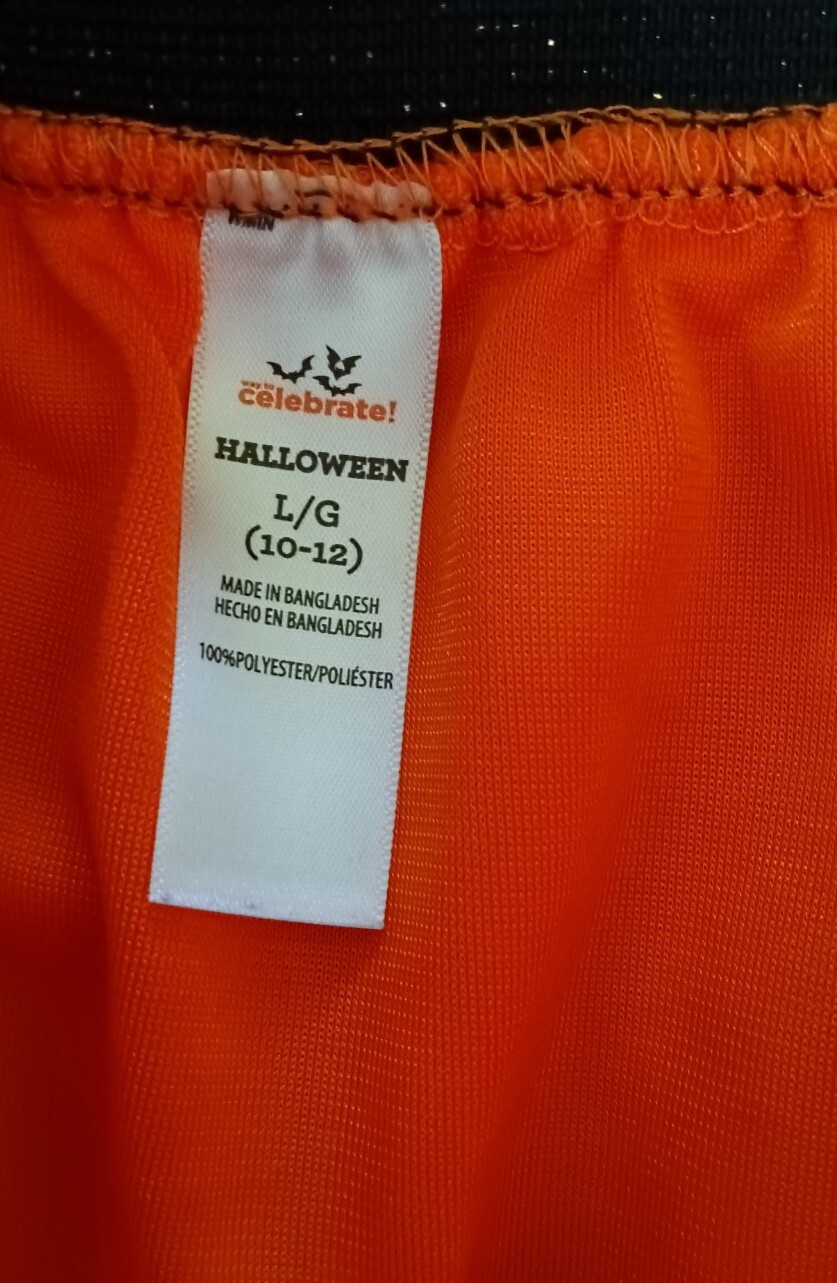 way to
celebrate!
HALLOWEEN
L/G
(10-12)
MADE IN BANGLADESH
HECHO EN BANGLADESH
100%POLYESTER/POLIÉSTER